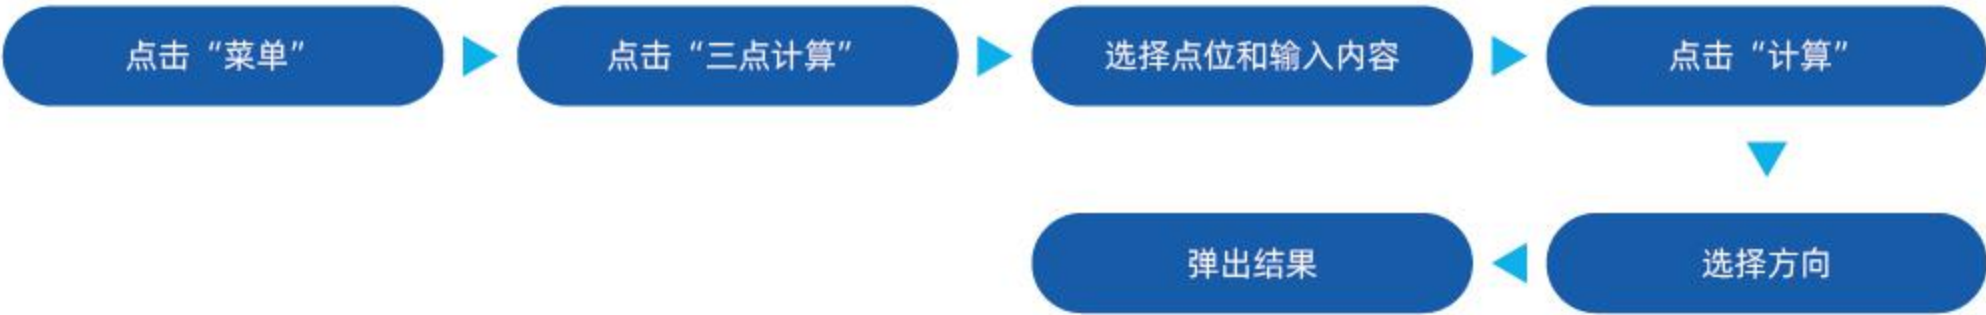 点击“菜单”
点击“三点计算”
选择点位和输入内容
点击“计算”
选择方向
弹出结果